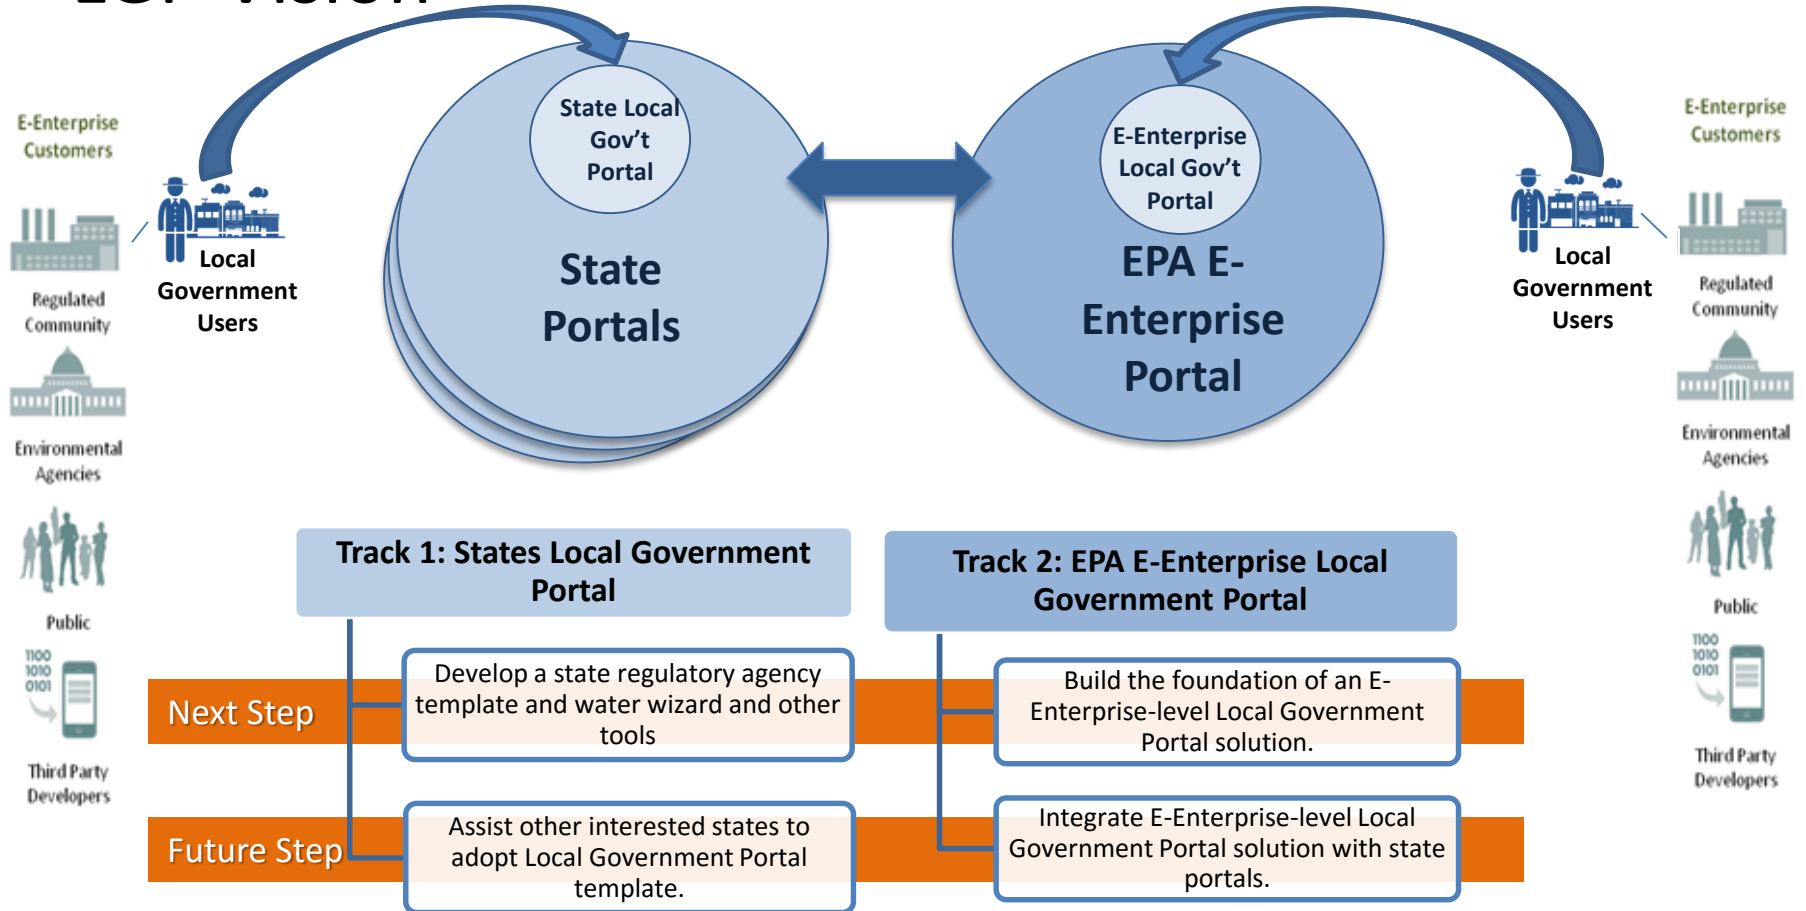 E-Enterprise
Customers
Regulated
Community
Environmental
Agencies
Public
1100
1010
0101
Third Party
Developers
Local
Government
Users
State Local
Gov't
Portal
State
Portals
E-Enterprise
Local Gov't
Portal
EPA E-
Enterprise
Portal
Local
Government
Users
E-Enterprise
Customers
Regulated
Community
Environmental
Agencies
Public
1100
1010
0101
Third Party
Developers
Track 1: States Local Government
Portal
Track 2: EPA E-Enterprise Local
Government Portal
Next Step
Develop a state regulatory agency
template and water wizard and other
tools
Build the foundation of an E-
Enterprise-level Local Government
Portal solution.
Future Step
Assist other interested states to
adopt Local Government Portal
template.
Integrate E-Enterprise-level Local
Government Portal solution with state
portals.